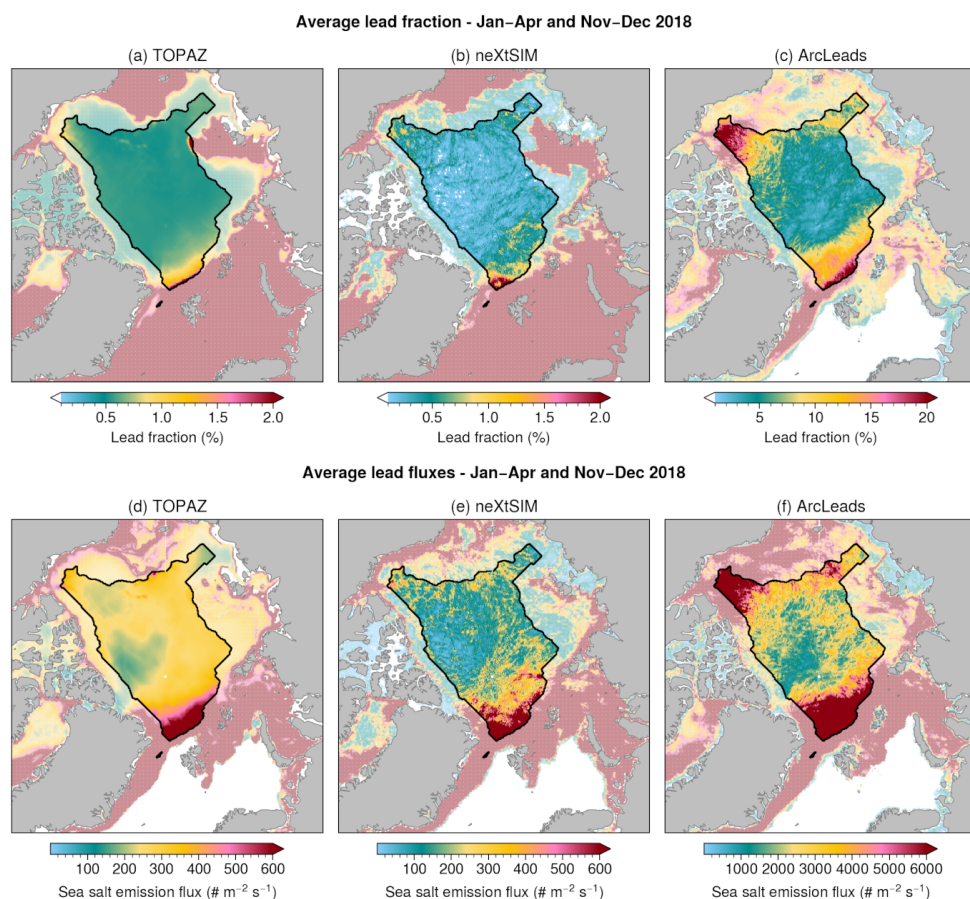 Average lead fraction - Jan−Apr and Nov−Dec 2018
(a) TOPAZ (b) neXtSIM (c) ArcLeads
0.5 1.0 1.5 2.0 0.5 1.0 1.5 2.0 5 10 15 20
Lead fraction (%) Lead fraction (%) Lead fraction (%)
Average lead fluxes - Jan−Apr and Nov−Dec 2018
(d) TOPAZ (e) neXtSIM (f) ArcLeads
100 200 300 400 500 600 100 200 300 400 500 600 1000 2000 3000 4000 5000 6000
Sea salt emission flux (# m⁻² s⁻¹) Sea salt emission flux (# m⁻² s⁻¹) Sea salt emission flux (# m⁻² s⁻¹)